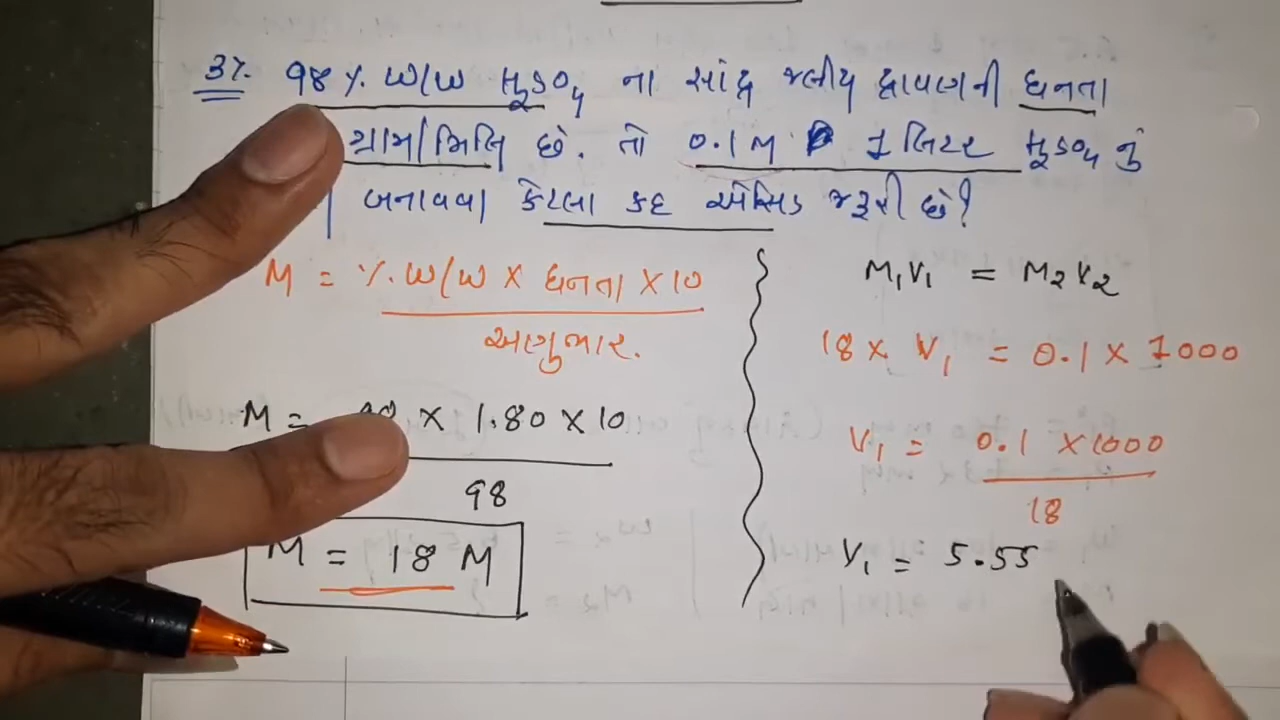 37. ૧8 % W/W H₂SO₄ ના સાંદ્ર જલીય દ્રાવણની ઘનતા
ગ્રામ/મિલિ છે. તો 0.1 M 1 લિટર H₂SO₄ નું
બનાવવા કેટલા કદ એસિડ જરૂરી છે?
M = % W/W × ઘનતા × 10
અણુભાર.
M = × 1.80 × 10
98
M = 18 M
M₁V₁ = M₂V₂
18 × V₁ = 0.1 × 1000
V₁ = 0.1 × 1000
18
V₁ = 5.55